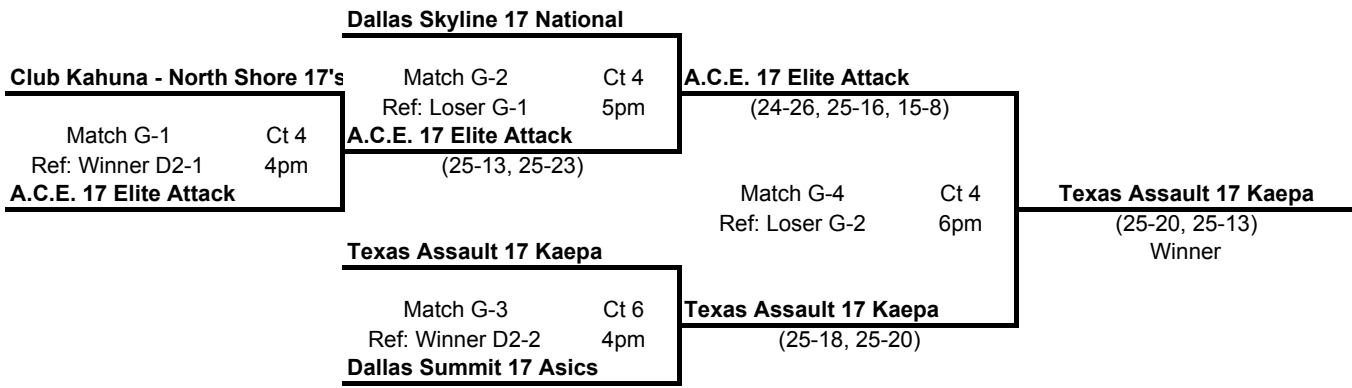 Dallas Skyline 17 National
Club Kahuna - North Shore 17's Match G-2 Ct 4 A.C.E. 17 Elite Attack
Ref: Loser G-1 5pm (24-26, 25-16, 15-8)
Match G-1 Ct 4 A.C.E. 17 Elite Attack
Ref: Winner D2-1 4pm (25-13, 25-23)
A.C.E. 17 Elite Attack Match G-4 Ct 4 Texas Assault 17 Kaepa
Ref: Loser G-2 6pm (25-20, 25-13)
Texas Assault 17 Kaepa Winner
Match G-3 Ct 6 Texas Assault 17 Kaepa
Ref: Winner D2-2 4pm (25-18, 25-20)
Dallas Summit 17 Asics